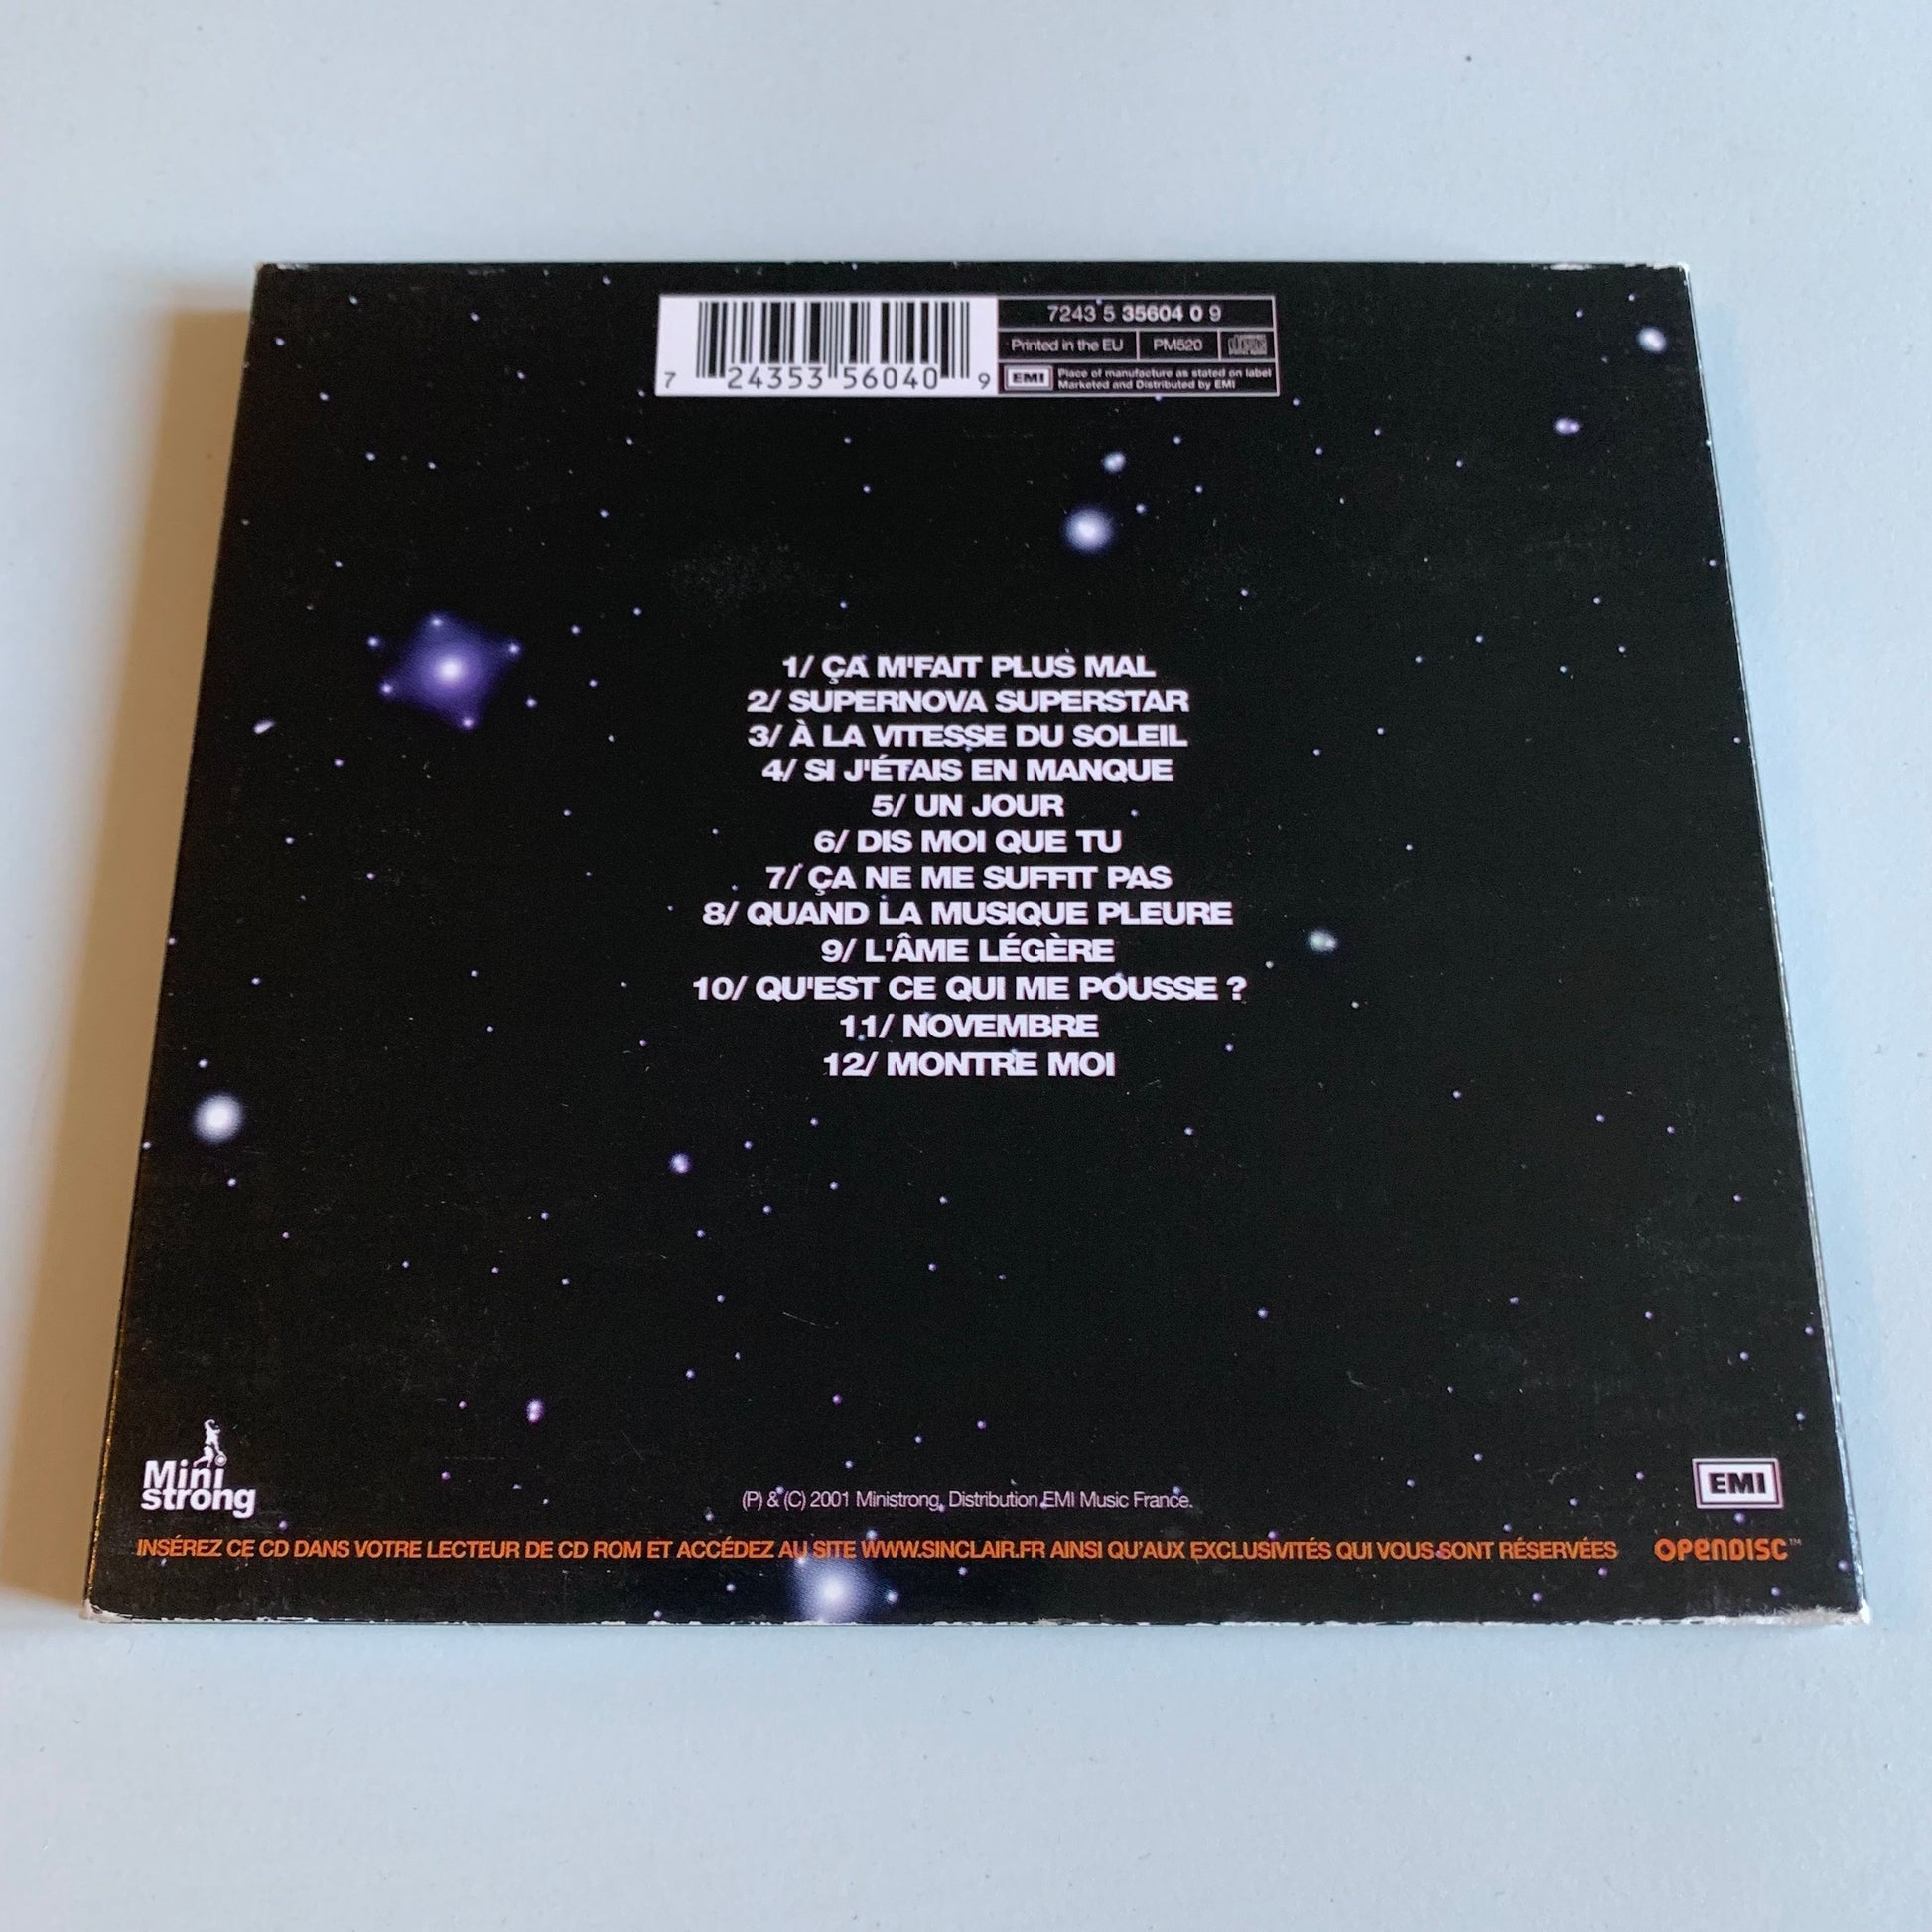 7243 5 35604 0 9
Printed in the EU PM520
7 24353 56040 9
EMI Place of manufacture as stated on label
Marketed and Distributed by EMI
1/ ÇA M'FAIT PLUS MAL
2/ SUPERNOVA SUPERSTAR
3/ À LA VITESSE DU SOLEIL
4/ SI J'ÉTAIS EN MANQUE
5/ UN JOUR
6/ DIS MOI QUE TU
7/ ÇA NE ME SUFFIT PAS
8/ QUAND LA MUSIQUE PLEURE
9/ L'ÂME LÉGÈRE
10/ QU'EST CE QUI ME POUSSE ?
11/ NOVEMBRE
12/ MONTRE MOI
Mini
strong
(P) & (C) 2001 Ministrong, Distribution EMI Music France.
EMI
INSÉREZ CE CD DANS VOTRE LECTEUR DE CD ROM ET ACCÉDEZ AU SITE WWW.SINCLAIR.FR AINSI QU'AUX EXCLUSIVITÉS QUI VOUS SONT RÉSERVÉES OPENDISC™